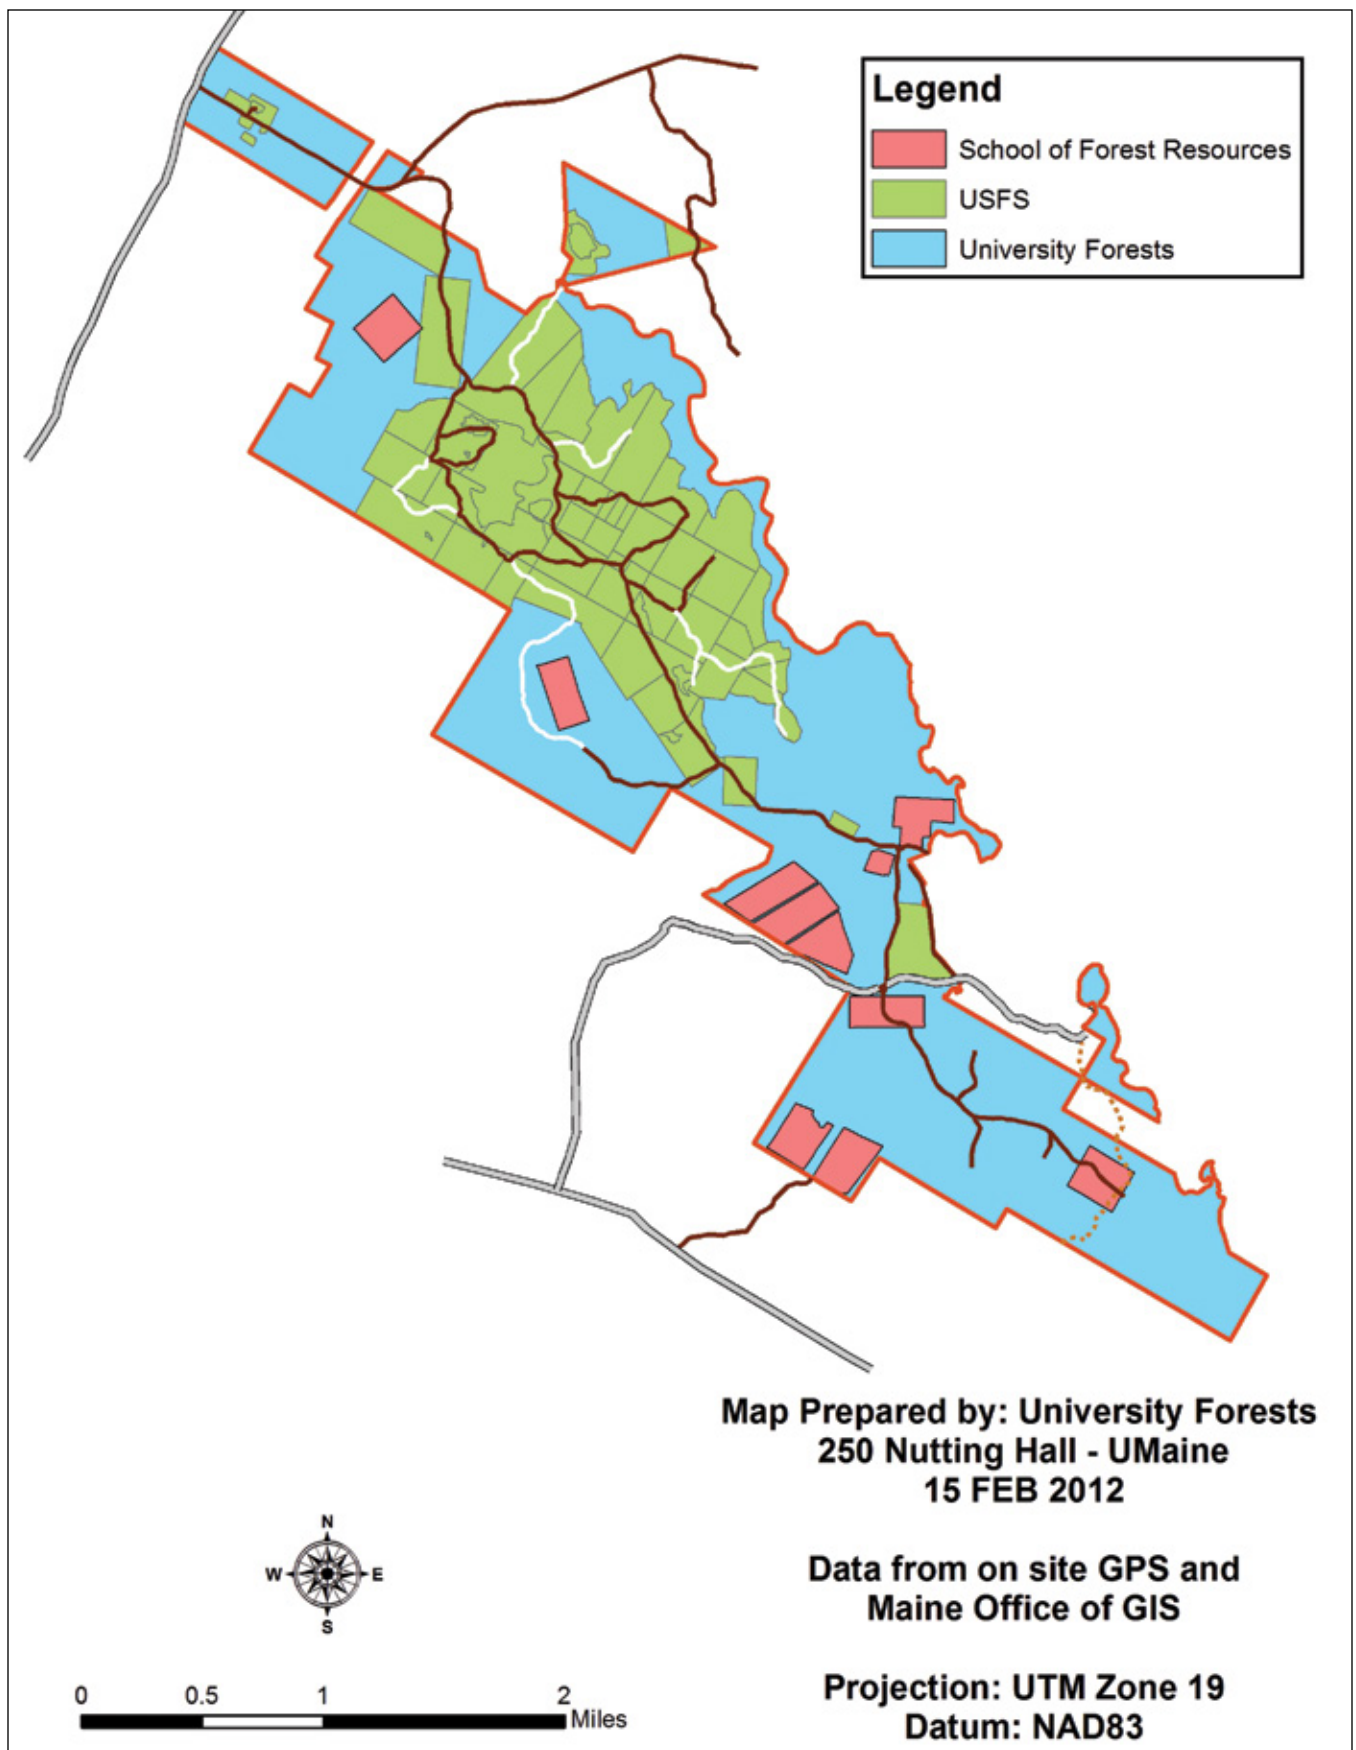 Legend
School of Forest Resources
USFS
University Forests
Map Prepared by: University Forests
250 Nutting Hall - UMaine
15 FEB 2012
Data from on site GPS and
Maine Office of GIS
Projection: UTM Zone 19
Datum: NAD83
N
W E
S
0 0.5 1 2
Miles